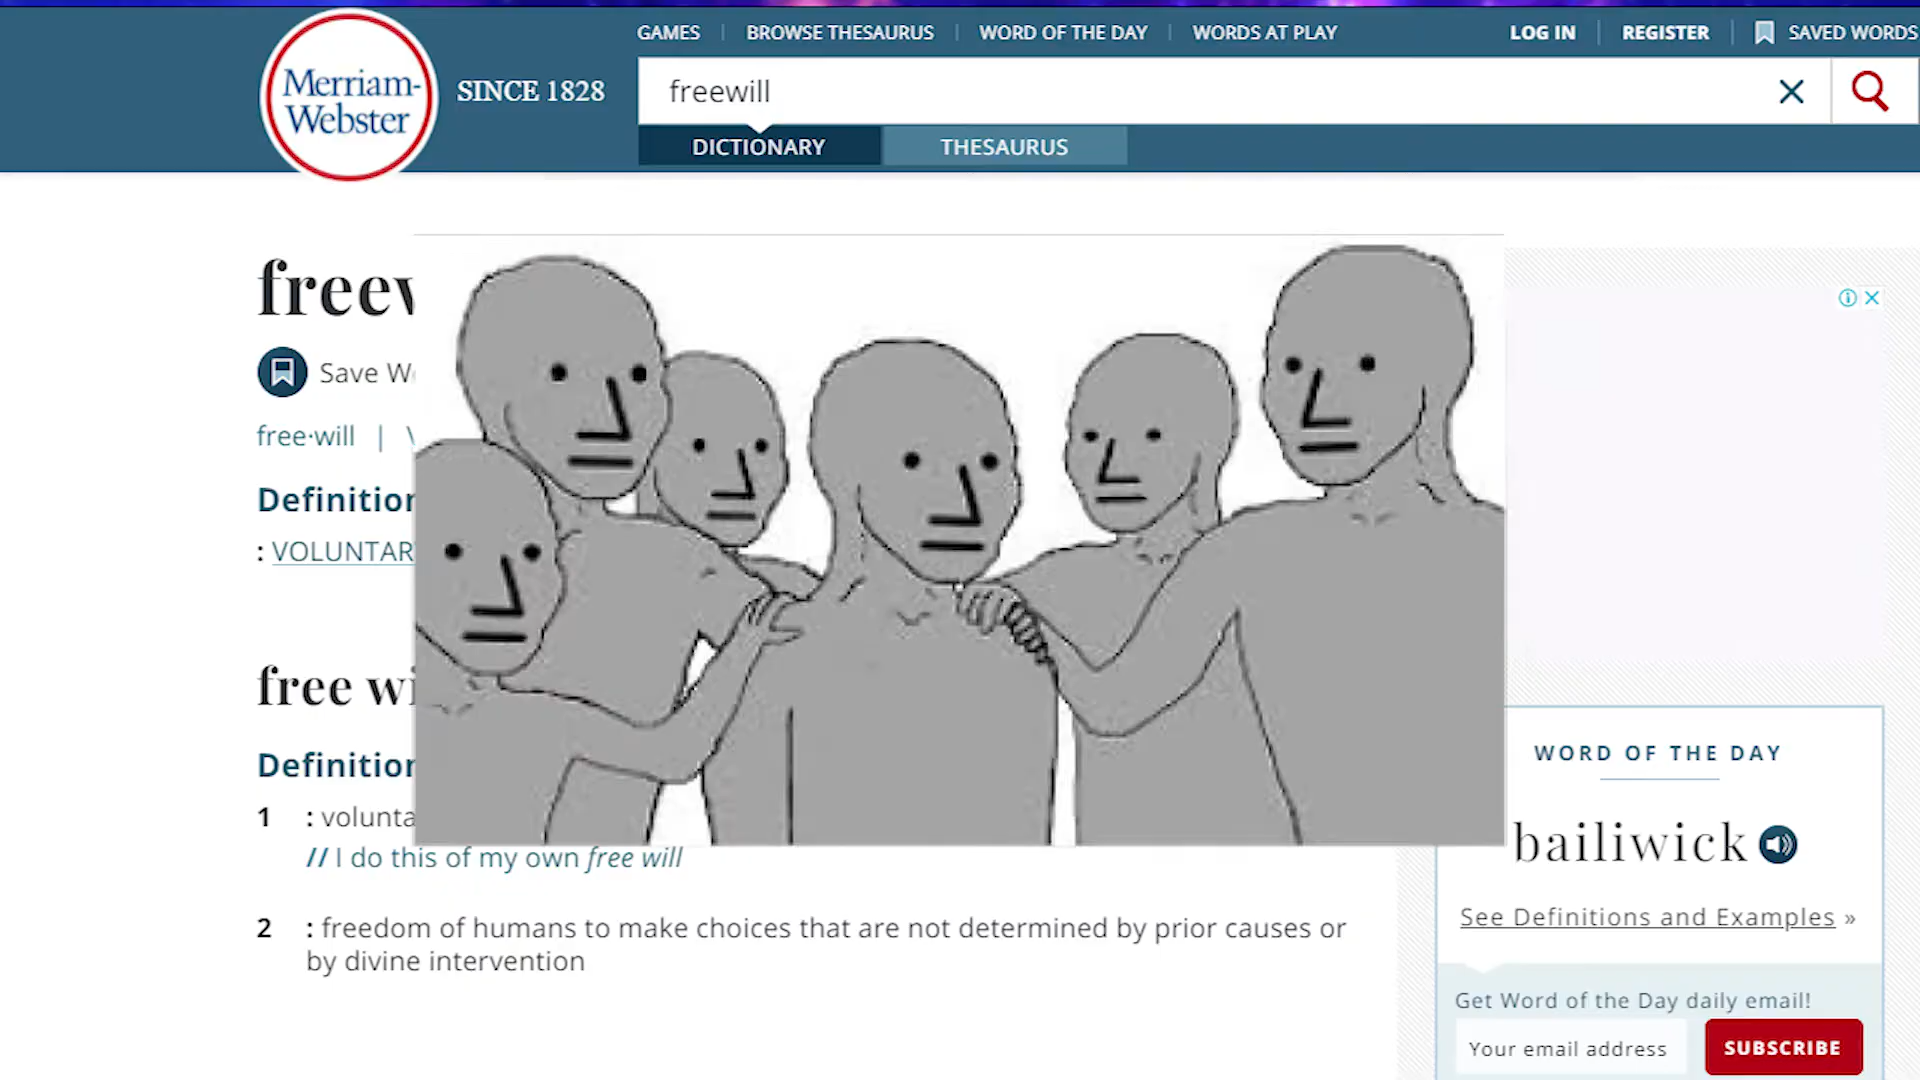 GAMES
BROWSE THESAURUS
WORD OF THE DAY
WORDS AT PLAY
LOG IN
REGISTER
SAVED WORDS
Merriam-
Webster
SINCE 1828
freewill
DICTIONARY
THESAURUS
freew
Save W
free·will |
Definition
: VOLUNTAR
free wi
Definition
1 : volunta
// I do this of my own free will
2 : freedom of humans to make choices that are not determined by prior causes or
by divine intervention
WORD OF THE DAY
bailiwick
See Definitions and Examples »
Get Word of the Day daily email!
Your email address
SUBSCRIBE